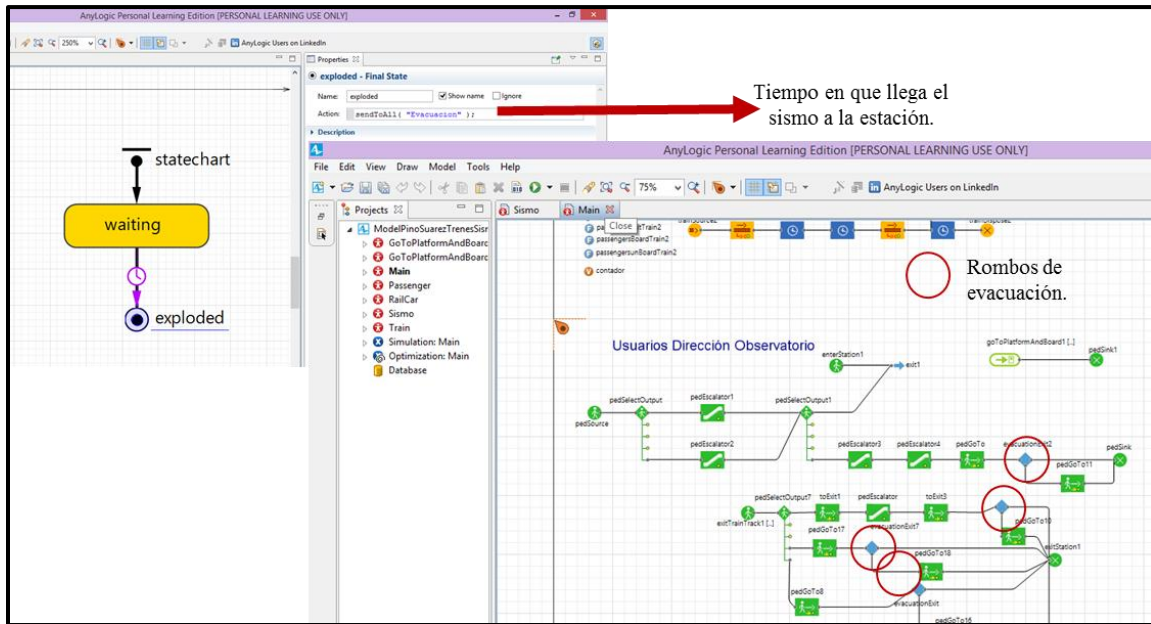 AnyLogic Personal Learning Edition [PERSONAL LEARNING USE ONLY]
250%
AnyLogic Users on LinkedIn
Properties
exploded - Final State
Name: exploded Show name Ignore
Action: sendToAll( "Evacuacion" );
Description
statechart
waiting
exploded
Tiempo en que llega el
sismo a la estación.
AnyLogic Personal Learning Edition [PERSONAL LEARNING USE ONLY]
File Edit View Draw Model Tools Help
75%
AnyLogic Users on LinkedIn
Projects
Sismo
Main
Close
ModelPinoSuarezTrenesSisr
GoToPlatformAndBoarc
GoToPlatformAndBoarc
Main
Passenger
RailCar
Sismo
Train
Simulation: Main
Optimization: Main
Database
passengersBoardTrain2
passengersunBoardTrain2
contador
Rombos de
evacuación.
Usuarios Dirección Observatorio
enterStation1
exit1
goToPlatformAndBoard1 [..]
pedSink1
pedSource
pedSelectOutput
pedEscalator1
pedSelectOutput1
pedEscalator2
pedEscalator3
pedEscalator4
pedGoTo
evacuationExit2
pedSink
pedGoTo11
pedSelectOutput7
toExit1
pedEscalator
toExit3
exitTrainTrack1 [..]
pedGoTo17
evacuationExit7
pedGoTo10
pedGoTo18
exitStation1
pedGoTo8
evacuationExit
pedGoTo16